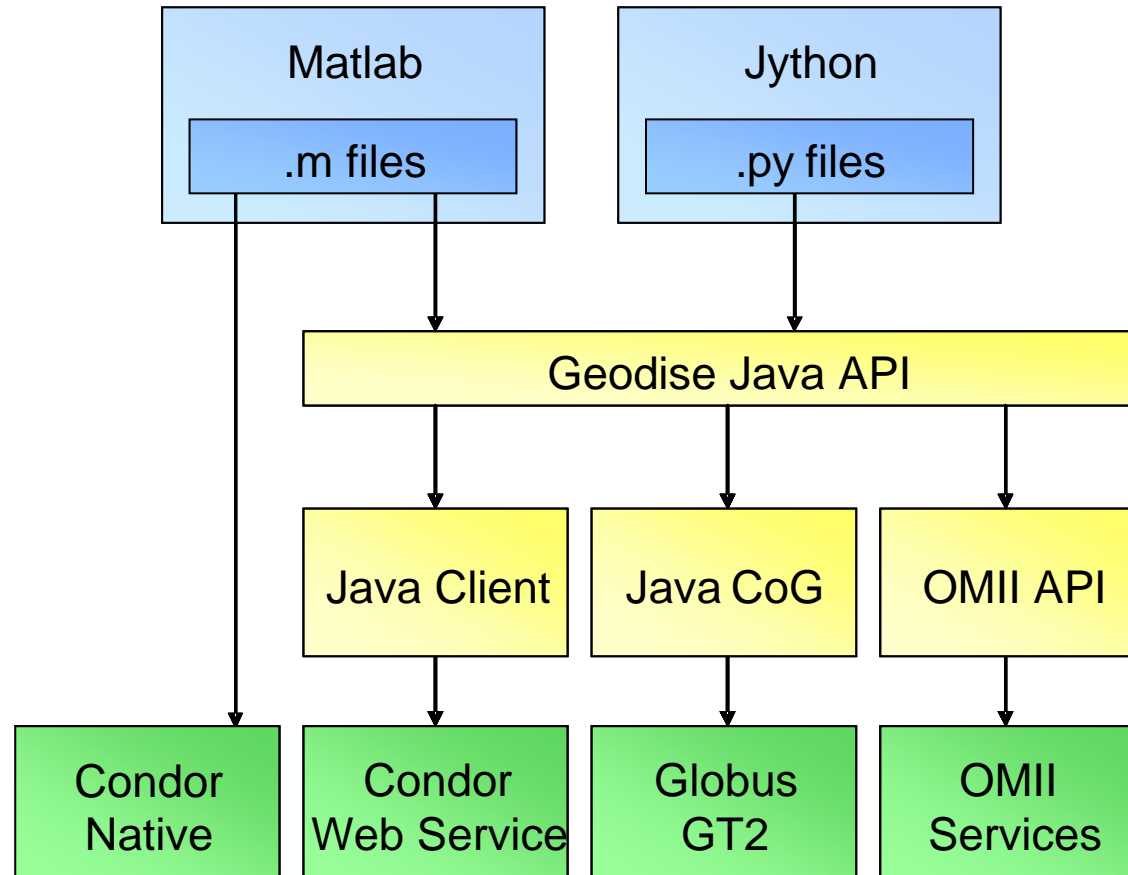 Matlab
Jython
.m files
.py files
Geodise Java API
Java Client
Java CoG
OMII API
Condor
Native
Condor
Web Service
Globus
GT2
OMII
Services